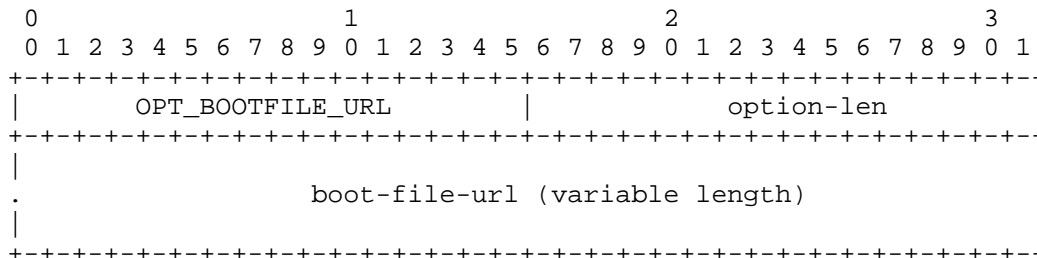 0                   1                   2                   3
 0 1 2 3 4 5 6 7 8 9 0 1 2 3 4 5 6 7 8 9 0 1 2 3 4 5 6 7 8 9 0 1
+-+-+-+-+-+-+-+-+-+-+-+-+-+-+-+-+-+-+-+-+-+-+-+-+-+-+-+-+-+-+-+--
|       OPT_BOOTFILE_URL        |            option-len
+-+-+-+-+-+-+-+-+-+-+-+-+-+-+-+-+-+-+-+-+-+-+-+-+-+-+-+-+-+-+-+--
|
.                  boot-file-url (variable length)
|
+-+-+-+-+-+-+-+-+-+-+-+-+-+-+-+-+-+-+-+-+-+-+-+-+-+-+-+-+-+-+-+--